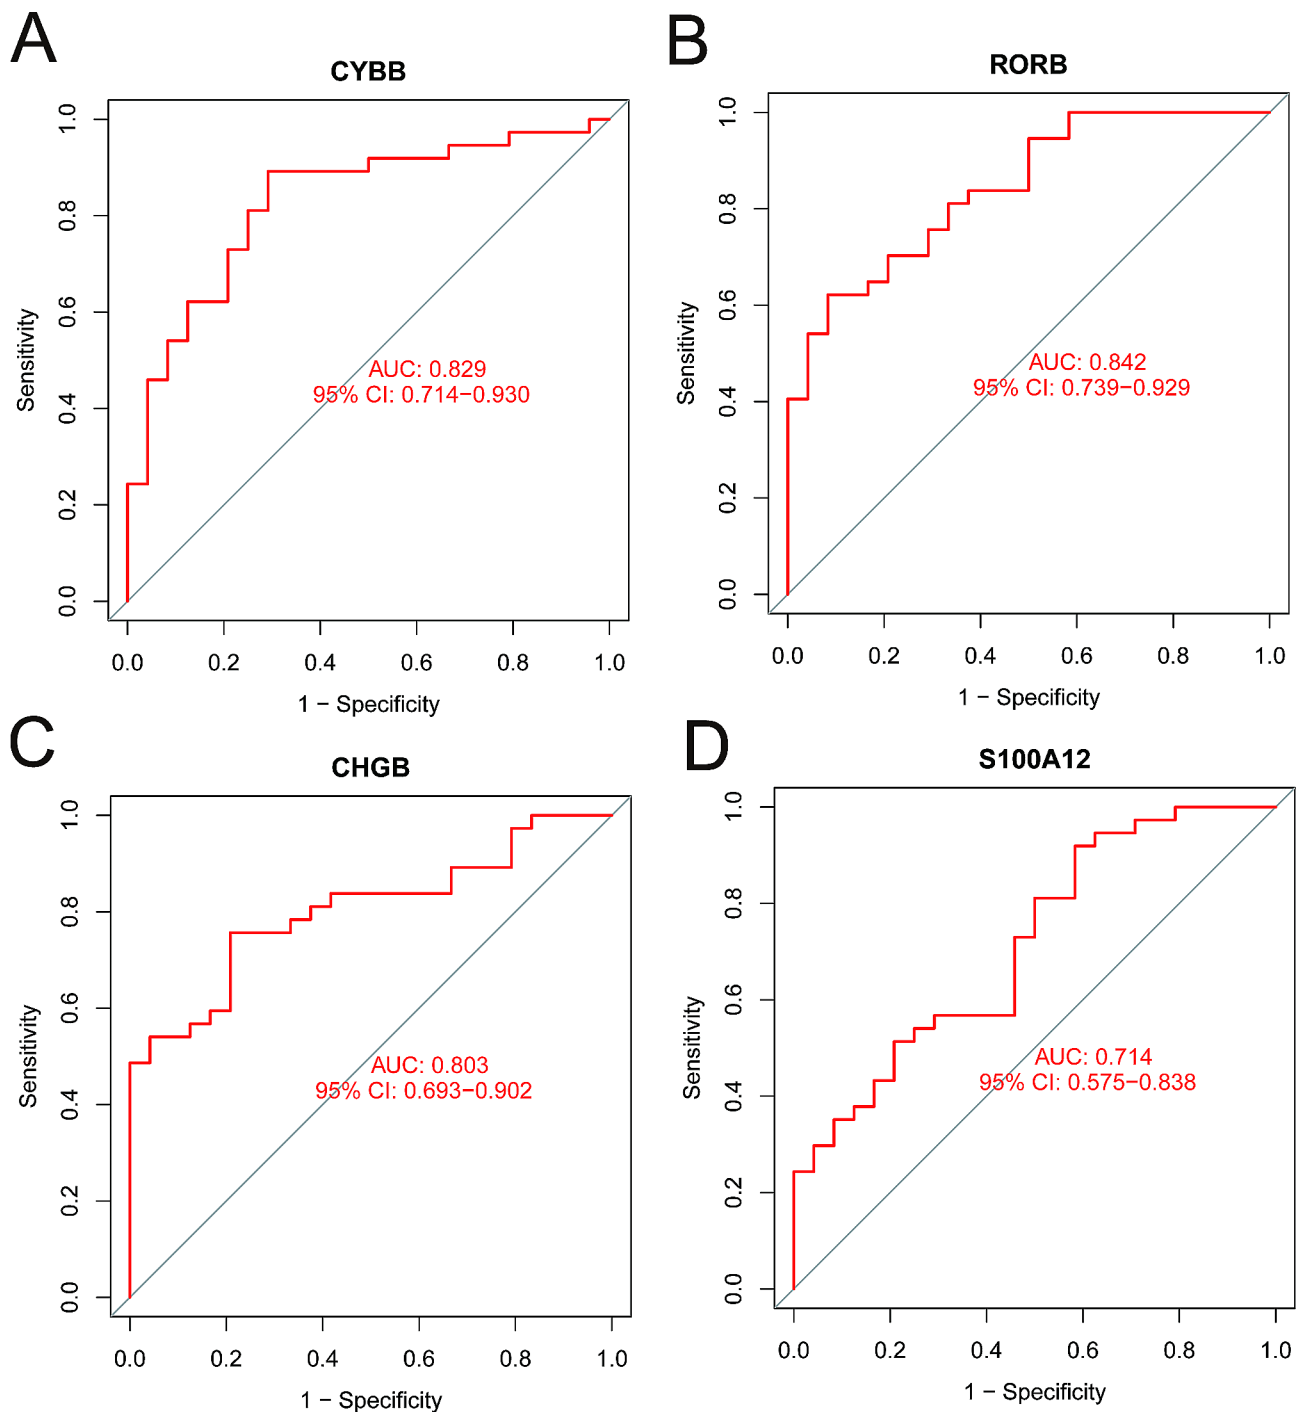 A
CYBB
Sensitivity
0.0 0.2 0.4 0.6 0.8 1.0
AUC: 0.829
95% CI: 0.714−0.930
0.0 0.2 0.4 0.6 0.8 1.0
1 − Specificity
B
RORB
Sensitivity
0.0 0.2 0.4 0.6 0.8 1.0
AUC: 0.842
95% CI: 0.739−0.929
0.0 0.2 0.4 0.6 0.8 1.0
1 − Specificity
C
CHGB
Sensitivity
0.0 0.2 0.4 0.6 0.8 1.0
AUC: 0.803
95% CI: 0.693−0.902
0.0 0.2 0.4 0.6 0.8 1.0
1 − Specificity
D
S100A12
Sensitivity
0.0 0.2 0.4 0.6 0.8 1.0
AUC: 0.714
95% CI: 0.575−0.838
0.0 0.2 0.4 0.6 0.8 1.0
1 − Specificity